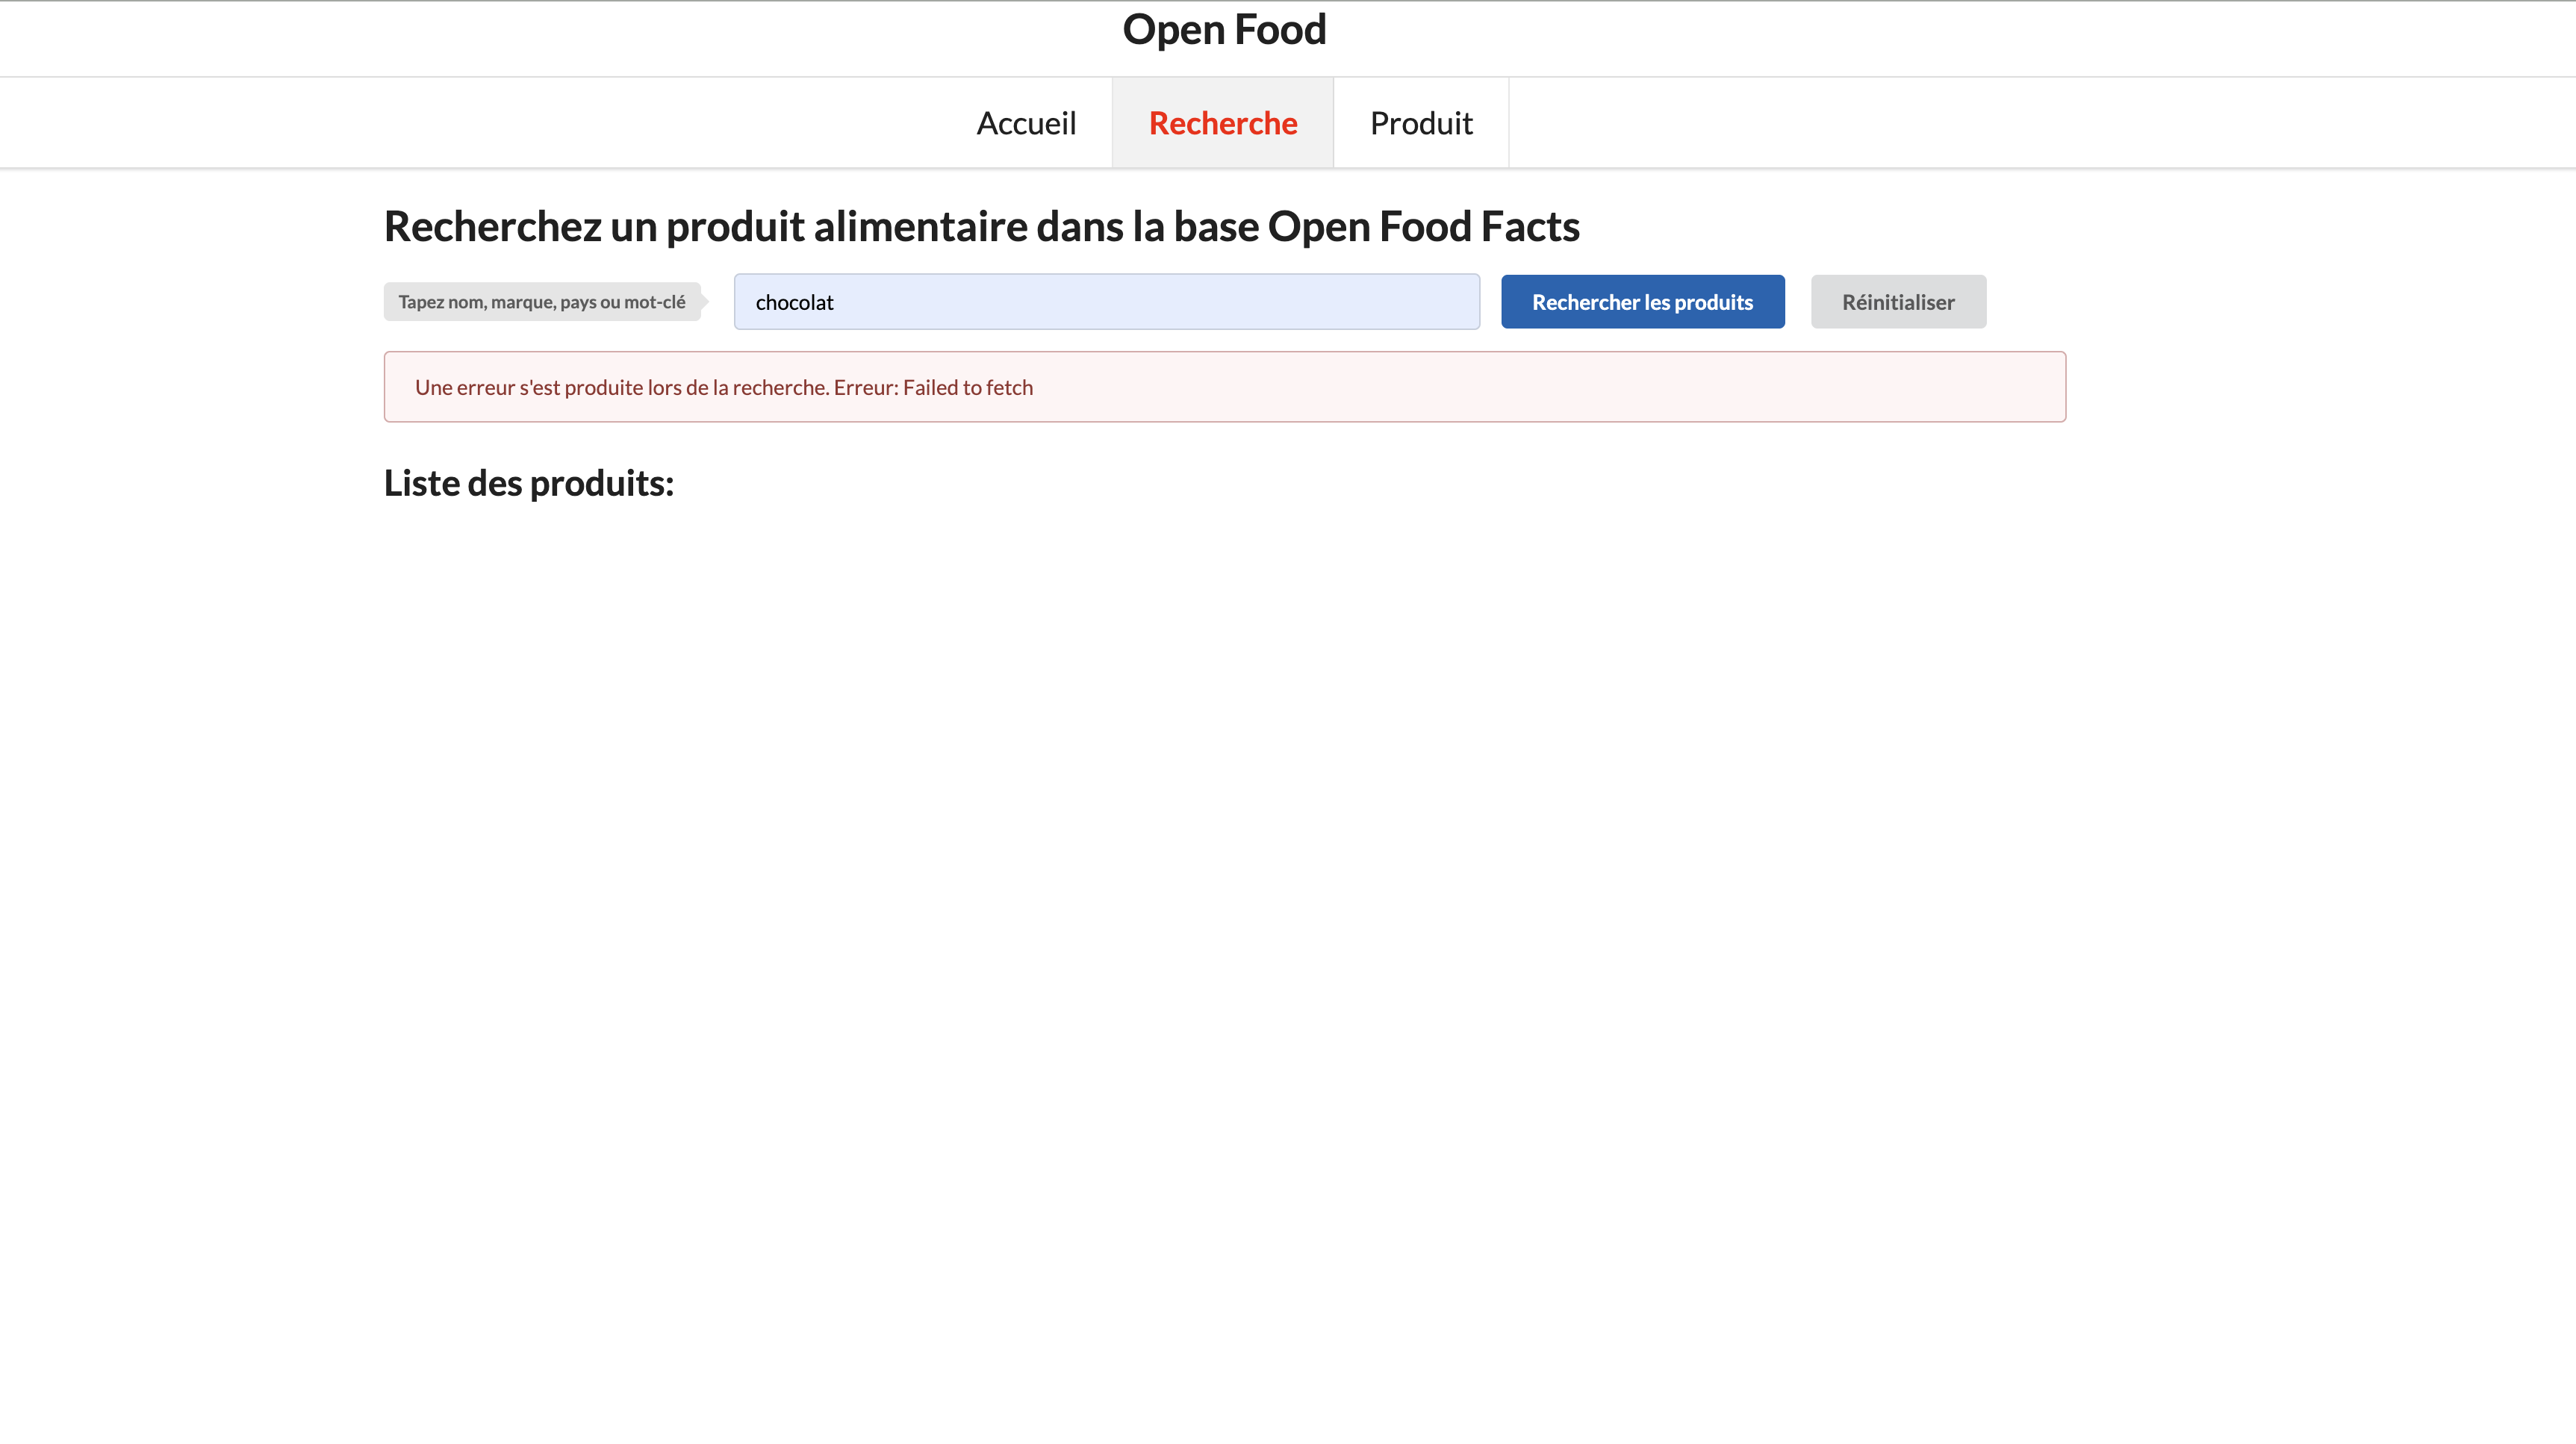 Open Food
Accueil Recherche Produit
Recherchez un produit alimentaire dans la base Open Food Facts
Tapez nom, marque, pays ou mot-clé chocolat Rechercher les produits Réinitialiser
Une erreur s'est produite lors de la recherche. Erreur: Failed to fetch
Liste des produits: